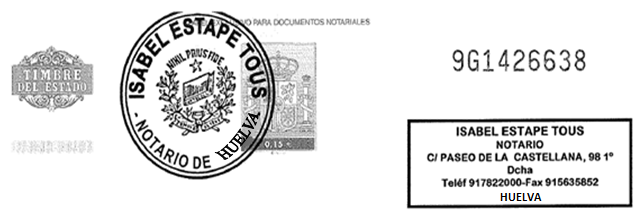 IVO PARA DOCUMENTOS NOTARIALES
TIMBRE
DEL ESTADO
ISABEL ESTAPE TOUS
NIHIL PRIUS FIDE
- NOTARIO DE HUELVA
0,15 €
9G1426638
ISABEL ESTAPE TOUS
NOTARIO
C/ PASEO DE LA CASTELLANA, 98 1º
Dcha
Teléf 917822000-Fax 915635852
HUELVA